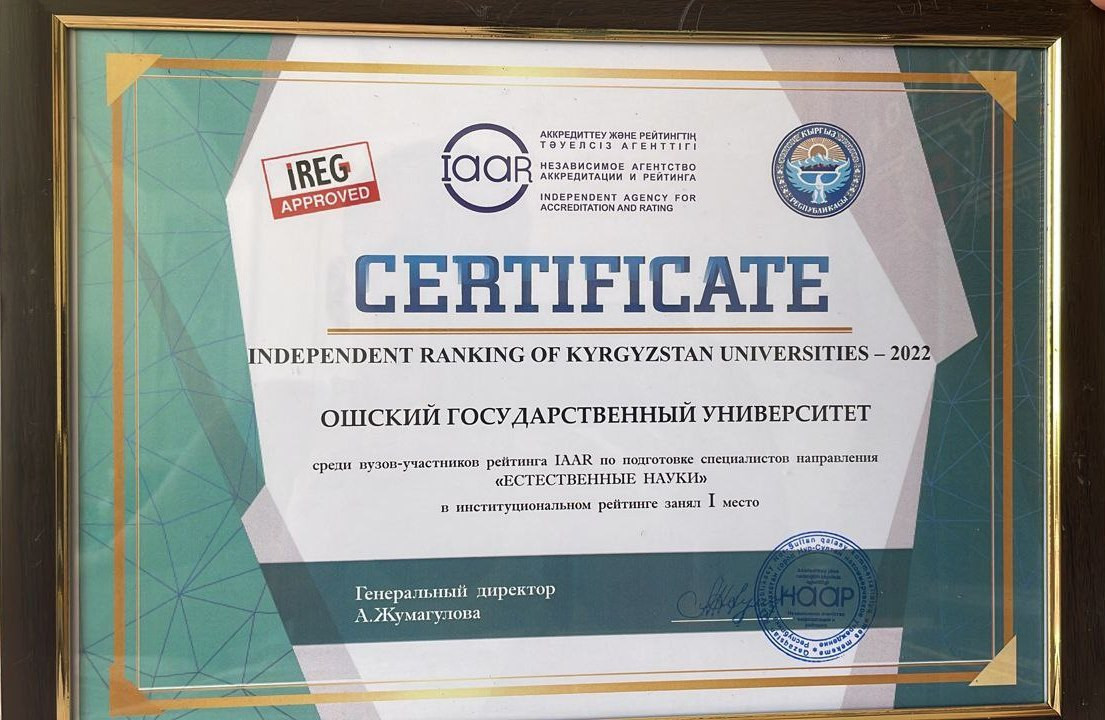 iREG
APPROVED
IAAR
АККРЕДИТТЕУ ЖӘНЕ РЕЙТИНГТІҢ
ТӘУЕЛСІЗ АГЕНТТІГІ
НЕЗАВИСИМОЕ АГЕНТСТВО
АККРЕДИТАЦИИ И РЕЙТИНГА
INDEPENDENT AGENCY FOR
ACCREDITATION AND RATING
КЫРГЫЗ
РЕСПУБЛИКАСЫ
CERTIFICATE
INDEPENDENT RANKING OF KYRGYZSTAN UNIVERSITIES – 2022
ОШСКИЙ ГОСУДАРСТВЕННЫЙ УНИВЕРСИТЕТ
среди вузов-участников рейтинга IAAR по подготовке специалистов направления
«ЕСТЕСТВЕННЫЕ НАУКИ»
в институциональном рейтинге занял I место
Генеральный директор
А.Жумагулова
НААР